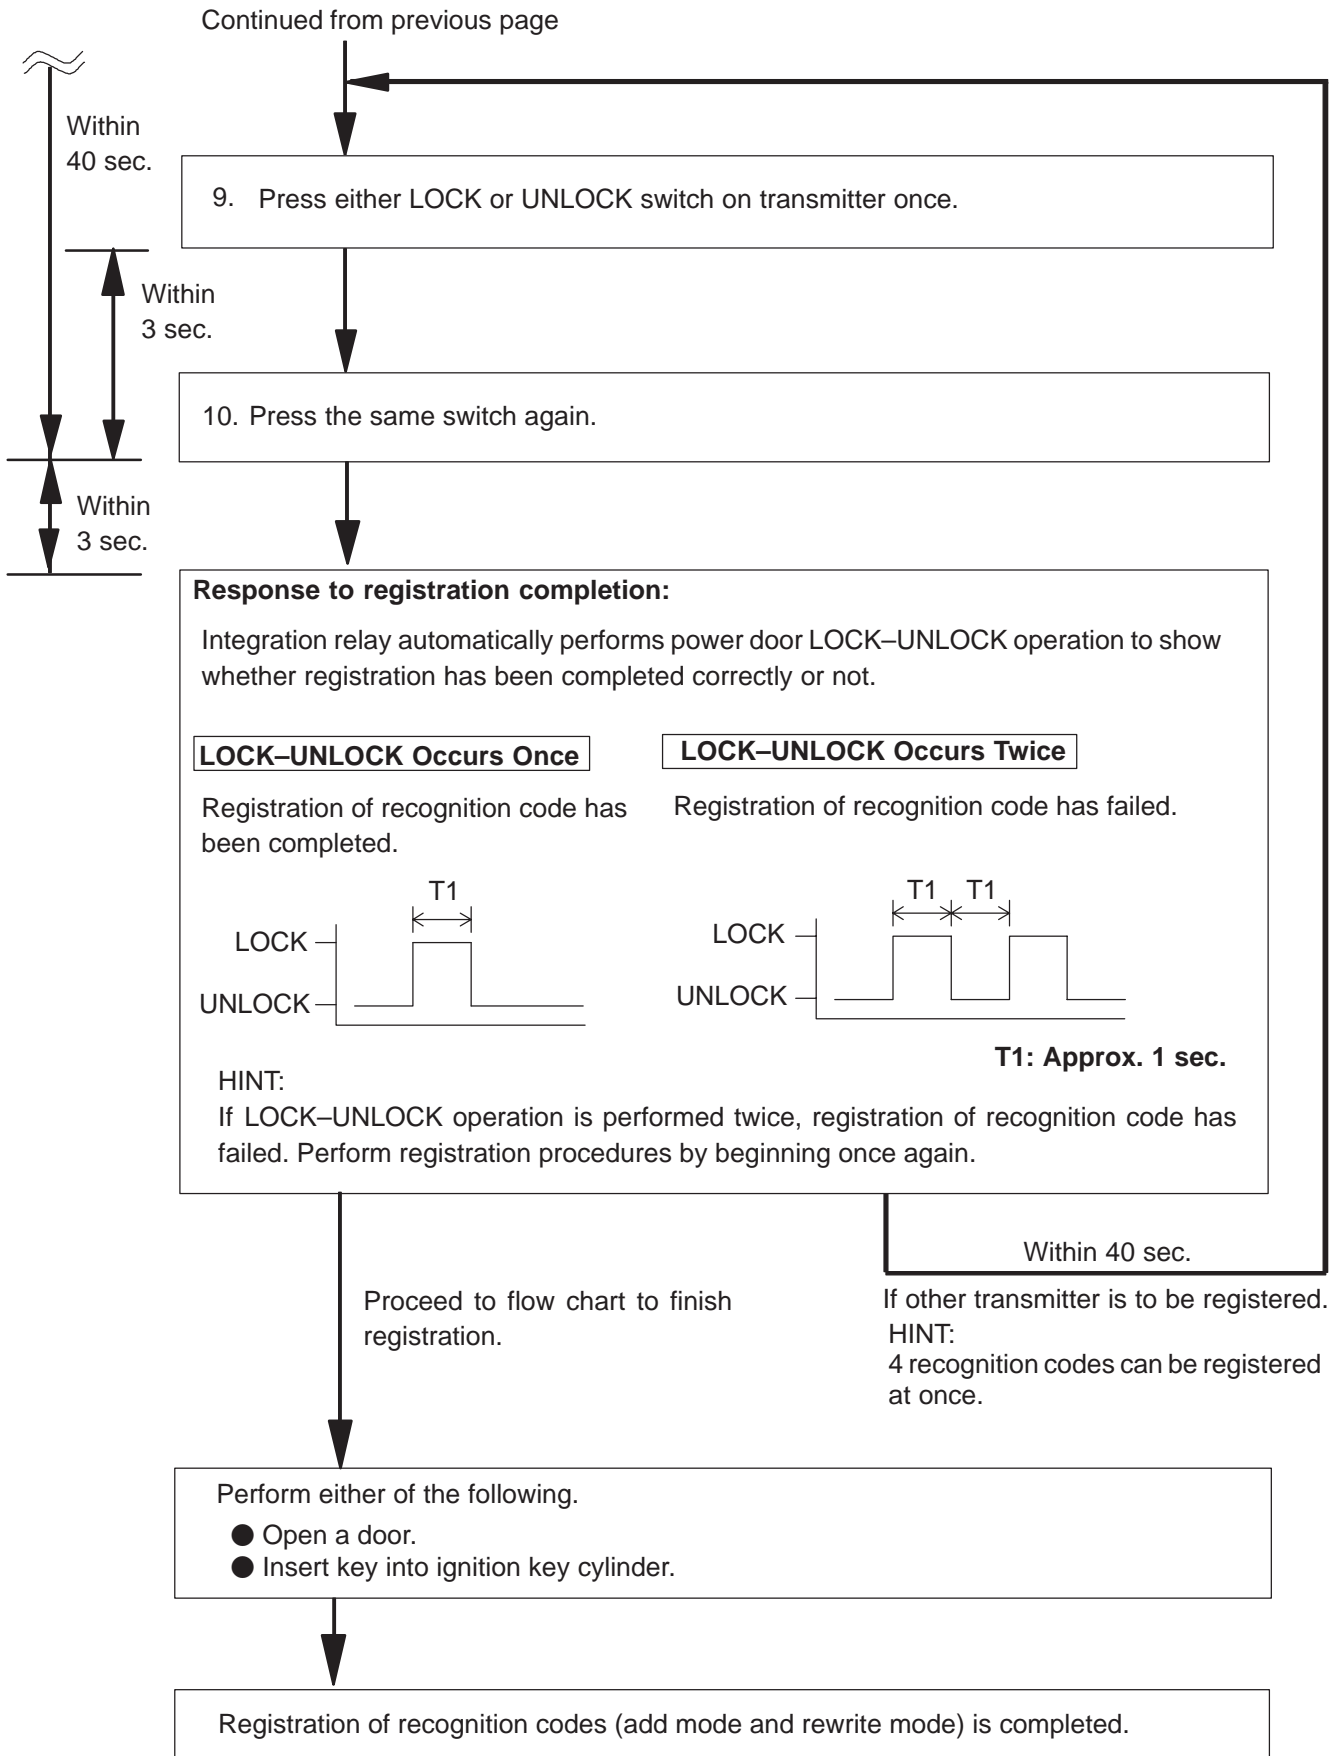 Continued from previous page
Within
40 sec.
9. Press either LOCK or UNLOCK switch on transmitter once.
Within
3 sec.
10. Press the same switch again.
Within
3 sec.
Response to registration completion:
Integration relay automatically performs power door LOCK–UNLOCK operation to show
whether registration has been completed correctly or not.
LOCK–UNLOCK Occurs Once
Registration of recognition code has
been completed.
T1
LOCK
UNLOCK
LOCK–UNLOCK Occurs Twice
Registration of recognition code has failed.
T1 T1
LOCK
UNLOCK
T1: Approx. 1 sec.
HINT:
If LOCK–UNLOCK operation is performed twice, registration of recognition code has
failed. Perform registration procedures by beginning once again.
Within 40 sec.
Proceed to flow chart to finish
registration.
If other transmitter is to be registered.
HINT:
4 recognition codes can be registered
at once.
Perform either of the following.
● Open a door.
● Insert key into ignition key cylinder.
Registration of recognition codes (add mode and rewrite mode) is completed.